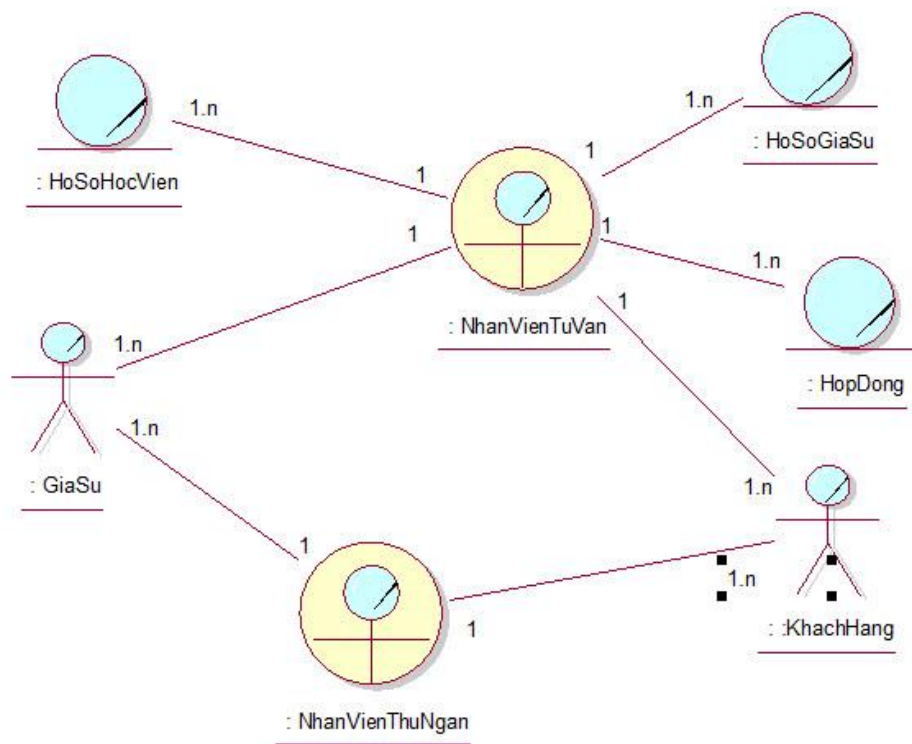 1.n
1.n
: HoSoHocVien
: HoSoGiaSu
1
1
1
1
1.n
: NhanVienTuVan
1
1.n
: HopDong
1.n
: GiaSu
1.n
1
1.n
1
: :KhachHang
: NhanVienThuNgan